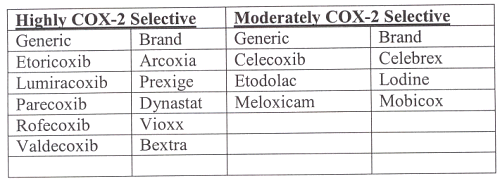 Highly COX-2 Selective Moderately COX-2 Selective
Generic Brand Generic Brand
Etoricoxib Arcoxia Celecoxib Celebrex
Lumiracoxib Prexige Etodolac Lodine
Parecoxib Dynastat Meloxicam Mobicox
Rofecoxib Vioxx
Valdecoxib Bextra